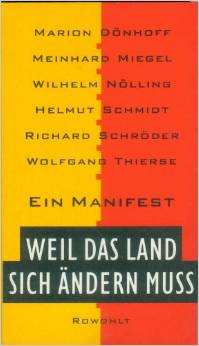 MARION DÖNHOFF
MEINHARD MIEGEL
WILHELM NÖLLING
HELMUT SCHMIDT
RICHARD SCHRÖDER
WOLFGANG THIERSE
EIN MANIFEST
WEIL DAS LAND
SICH ÄNDERN MUSS
ROWOHLT